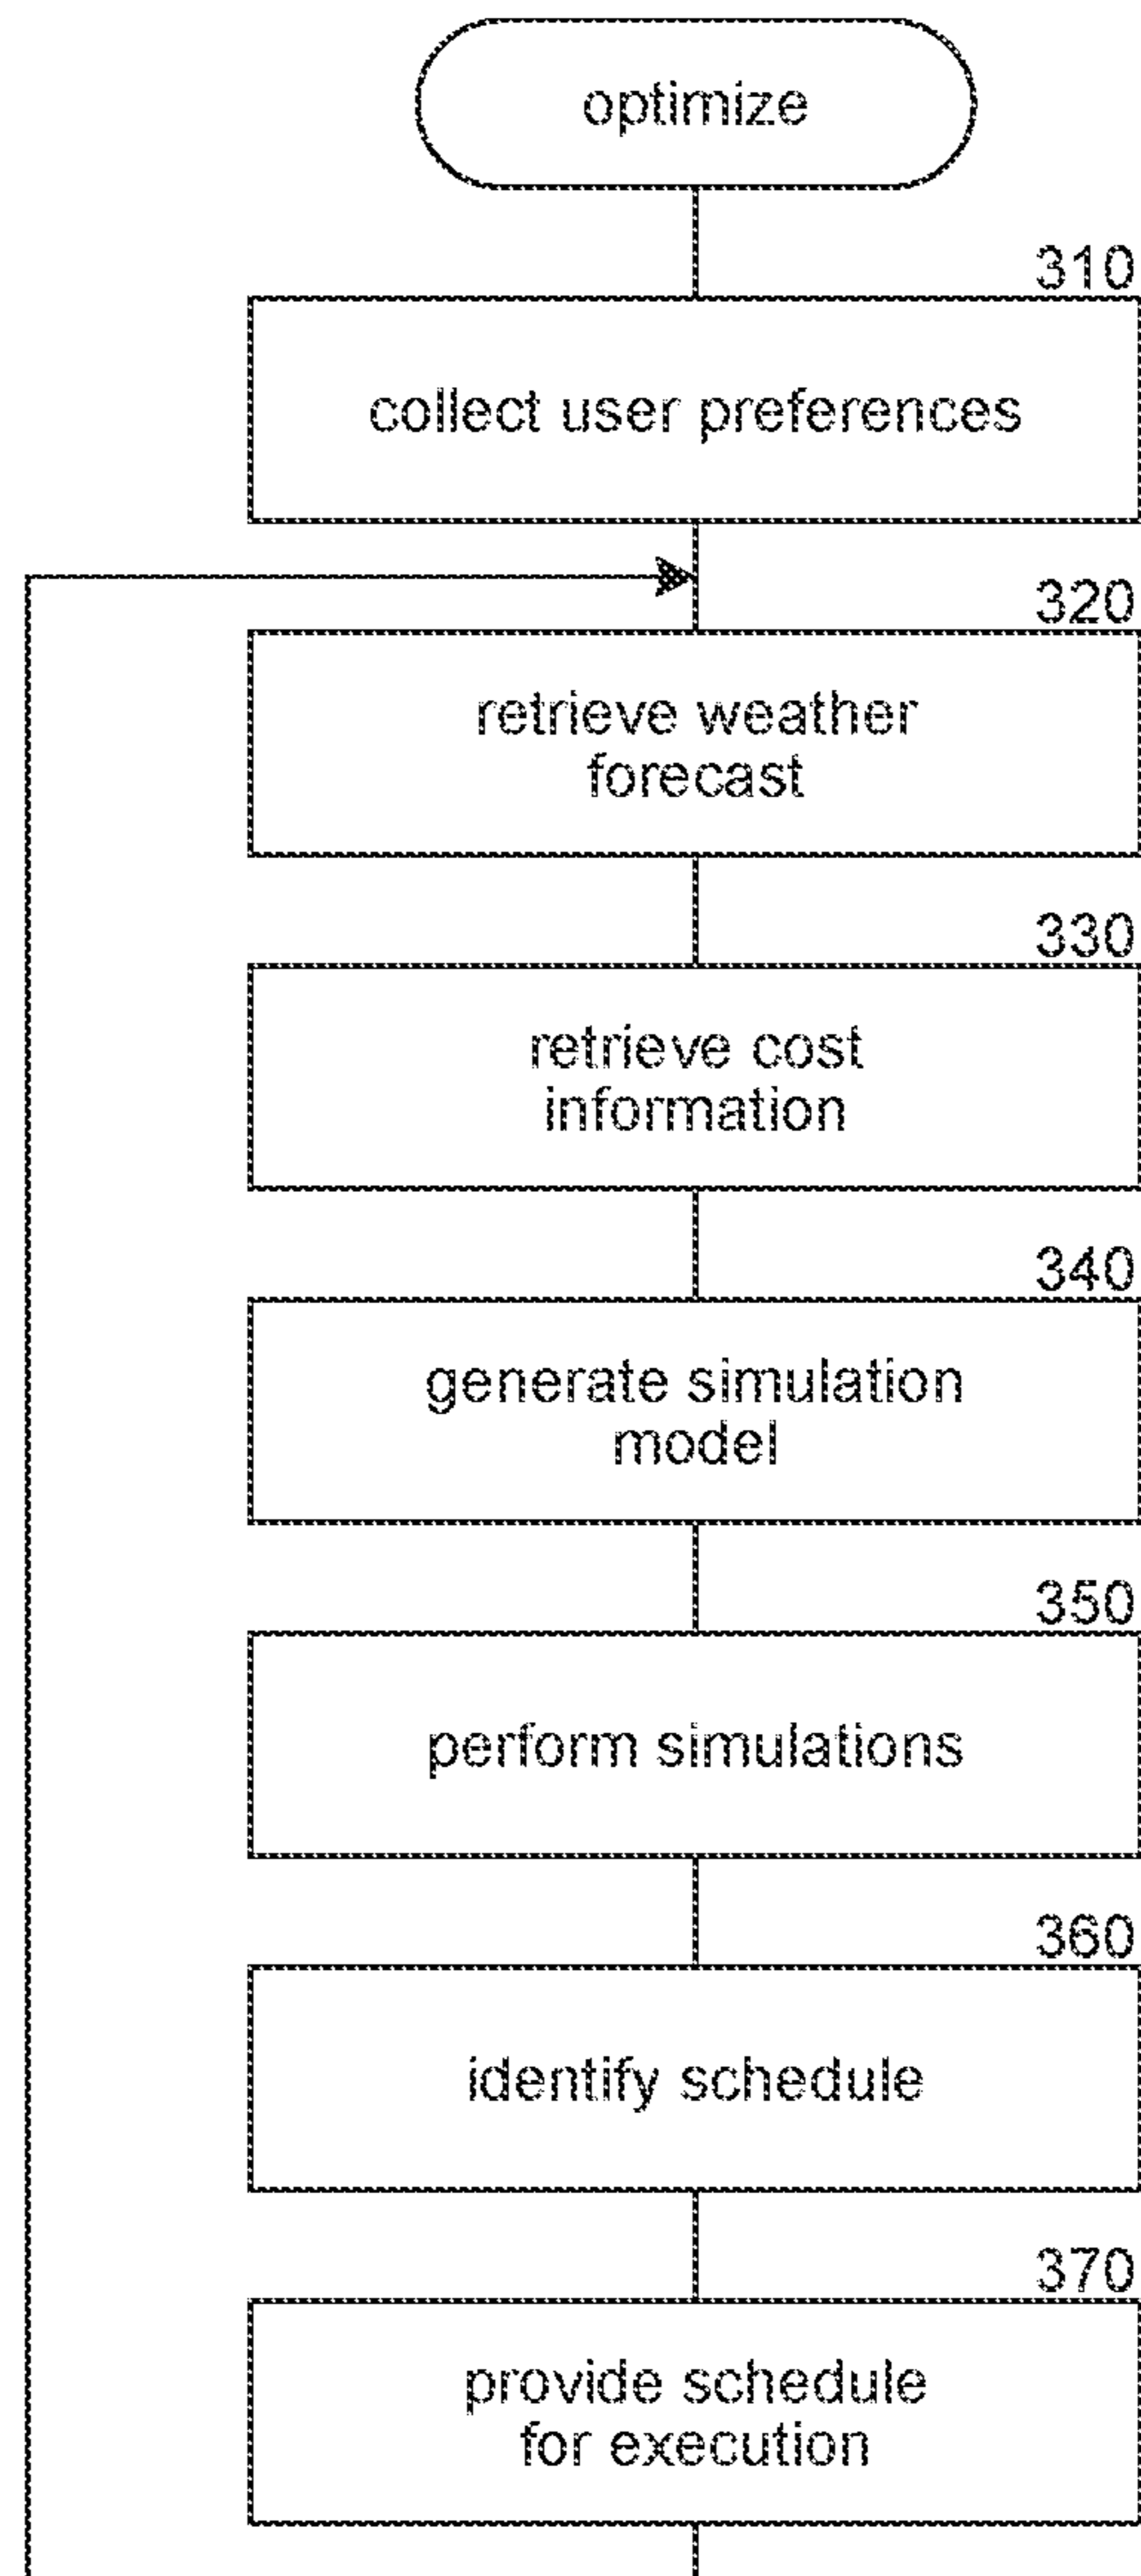 optimize
310
collect user preferences
320
retrieve weather
forecast
330
retrieve cost
information
340
generate simulation
model
350
perform simulations
360
identify schedule
370
provide schedule
for execution